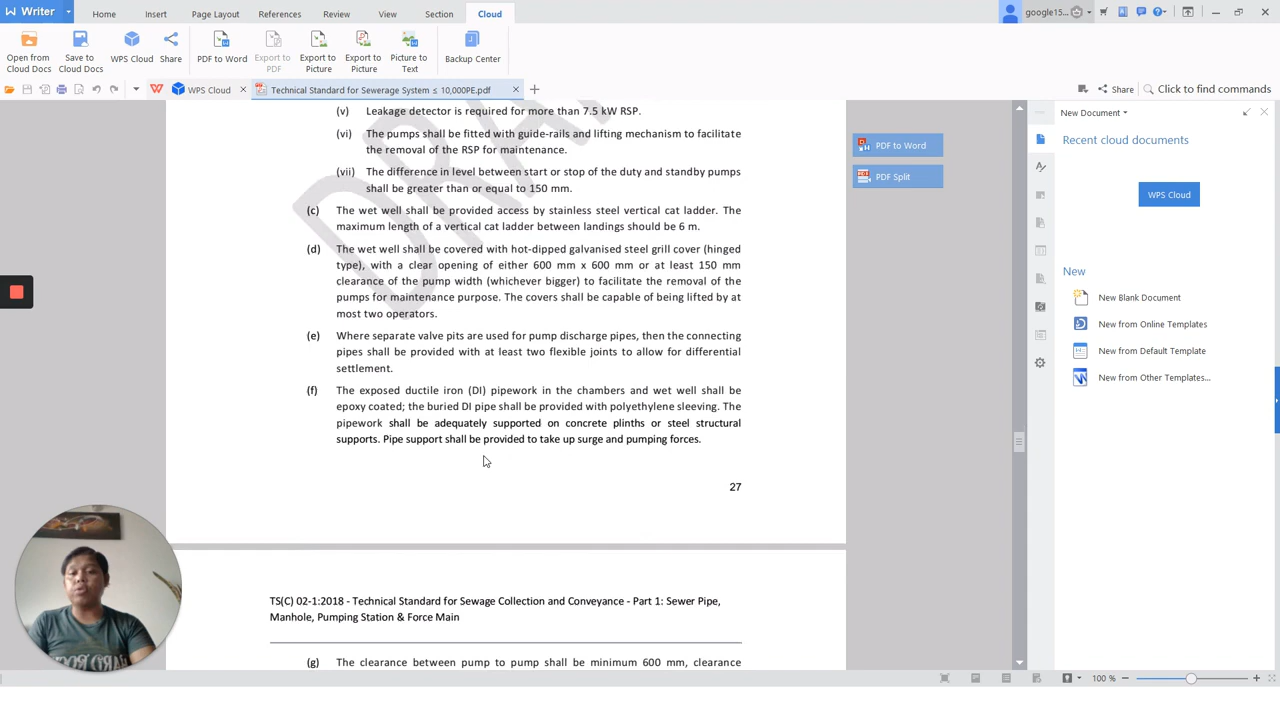 Writer
Home Insert Page Layout References Review View Section Cloud
google15...
Open from Cloud Docs
Save to Cloud Docs
WPS Cloud
Share
PDF to Word
Export to PDF
Export to Picture
Export to Picture
Picture to Text
Backup Center
WPS Cloud
Technical Standard for Sewerage System ≤ 10,000PE.pdf
Share
Click to find commands
DRA
(v) Leakage detector is required for more than 7.5 kW RSP.
(vi) The pumps shall be fitted with guide-rails and lifting mechanism to facilitate
the removal of the RSP for maintenance.
(vii) The difference in level between start or stop of the duty and standby pumps
shall be greater than or equal to 150 mm.
(c) The wet well shall be provided access by stainless steel vertical cat ladder. The
maximum length of a vertical cat ladder between landings should be 6 m.
(d) The wet well shall be covered with hot-dipped galvanised steel grill cover (hinged
type), with a clear opening of either 600 mm x 600 mm or at least 150 mm
clearance of the pump width (whichever bigger) to facilitate the removal of the
pumps for maintenance purpose. The covers shall be capable of being lifted by at
most two operators.
(e) Where separate valve pits are used for pump discharge pipes, then the connecting
pipes shall be provided with at least two flexible joints to allow for differential
settlement.
(f) The exposed ductile iron (DI) pipework in the chambers and wet well shall be
epoxy coated; the buried DI pipe shall be provided with polyethylene sleeving. The
pipework shall be adequately supported on concrete plinths or steel structural
supports. Pipe support shall be provided to take up surge and pumping forces.
27
TS(C) 02-1:2018 - Technical Standard for Sewage Collection and Conveyance - Part 1: Sewer Pipe,
Manhole, Pumping Station & Force Main
(g) The clearance between pump to pump shall be minimum 600 mm, clearance
PDF to Word
PDF Split
New Document
Recent cloud documents
WPS Cloud
New
New Blank Document
New from Online Templates
New from Default Template
New from Other Templates...
100 %